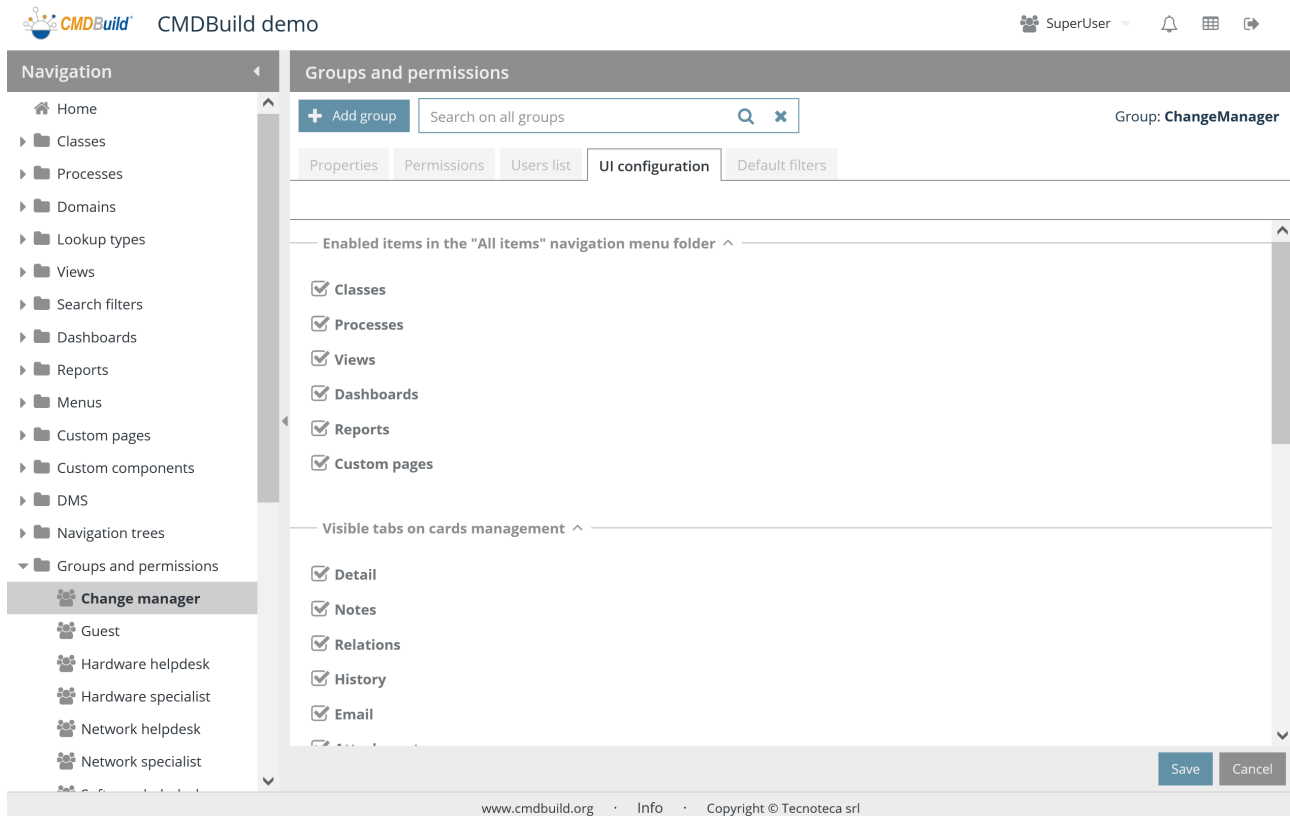 CMDBuild CMDBuild demo
SuperUser
Navigation
Groups and permissions
Home
Classes
Processes
Domains
Lookup types
Views
Search filters
Dashboards
Reports
Menus
Custom pages
Custom components
DMS
Navigation trees
Groups and permissions
Change manager
Guest
Hardware helpdesk
Hardware specialist
Network helpdesk
Network specialist
Add group
Search on all groups
Group: ChangeManager
Properties Permissions Users list UI configuration Default filters
Enabled items in the "All items" navigation menu folder
Classes
Processes
Views
Dashboards
Reports
Custom pages
Visible tabs on cards management
Detail
Notes
Relations
History
Email
Save Cancel
www.cmdbuild.org · Info · Copyright © Tecnoteca srl